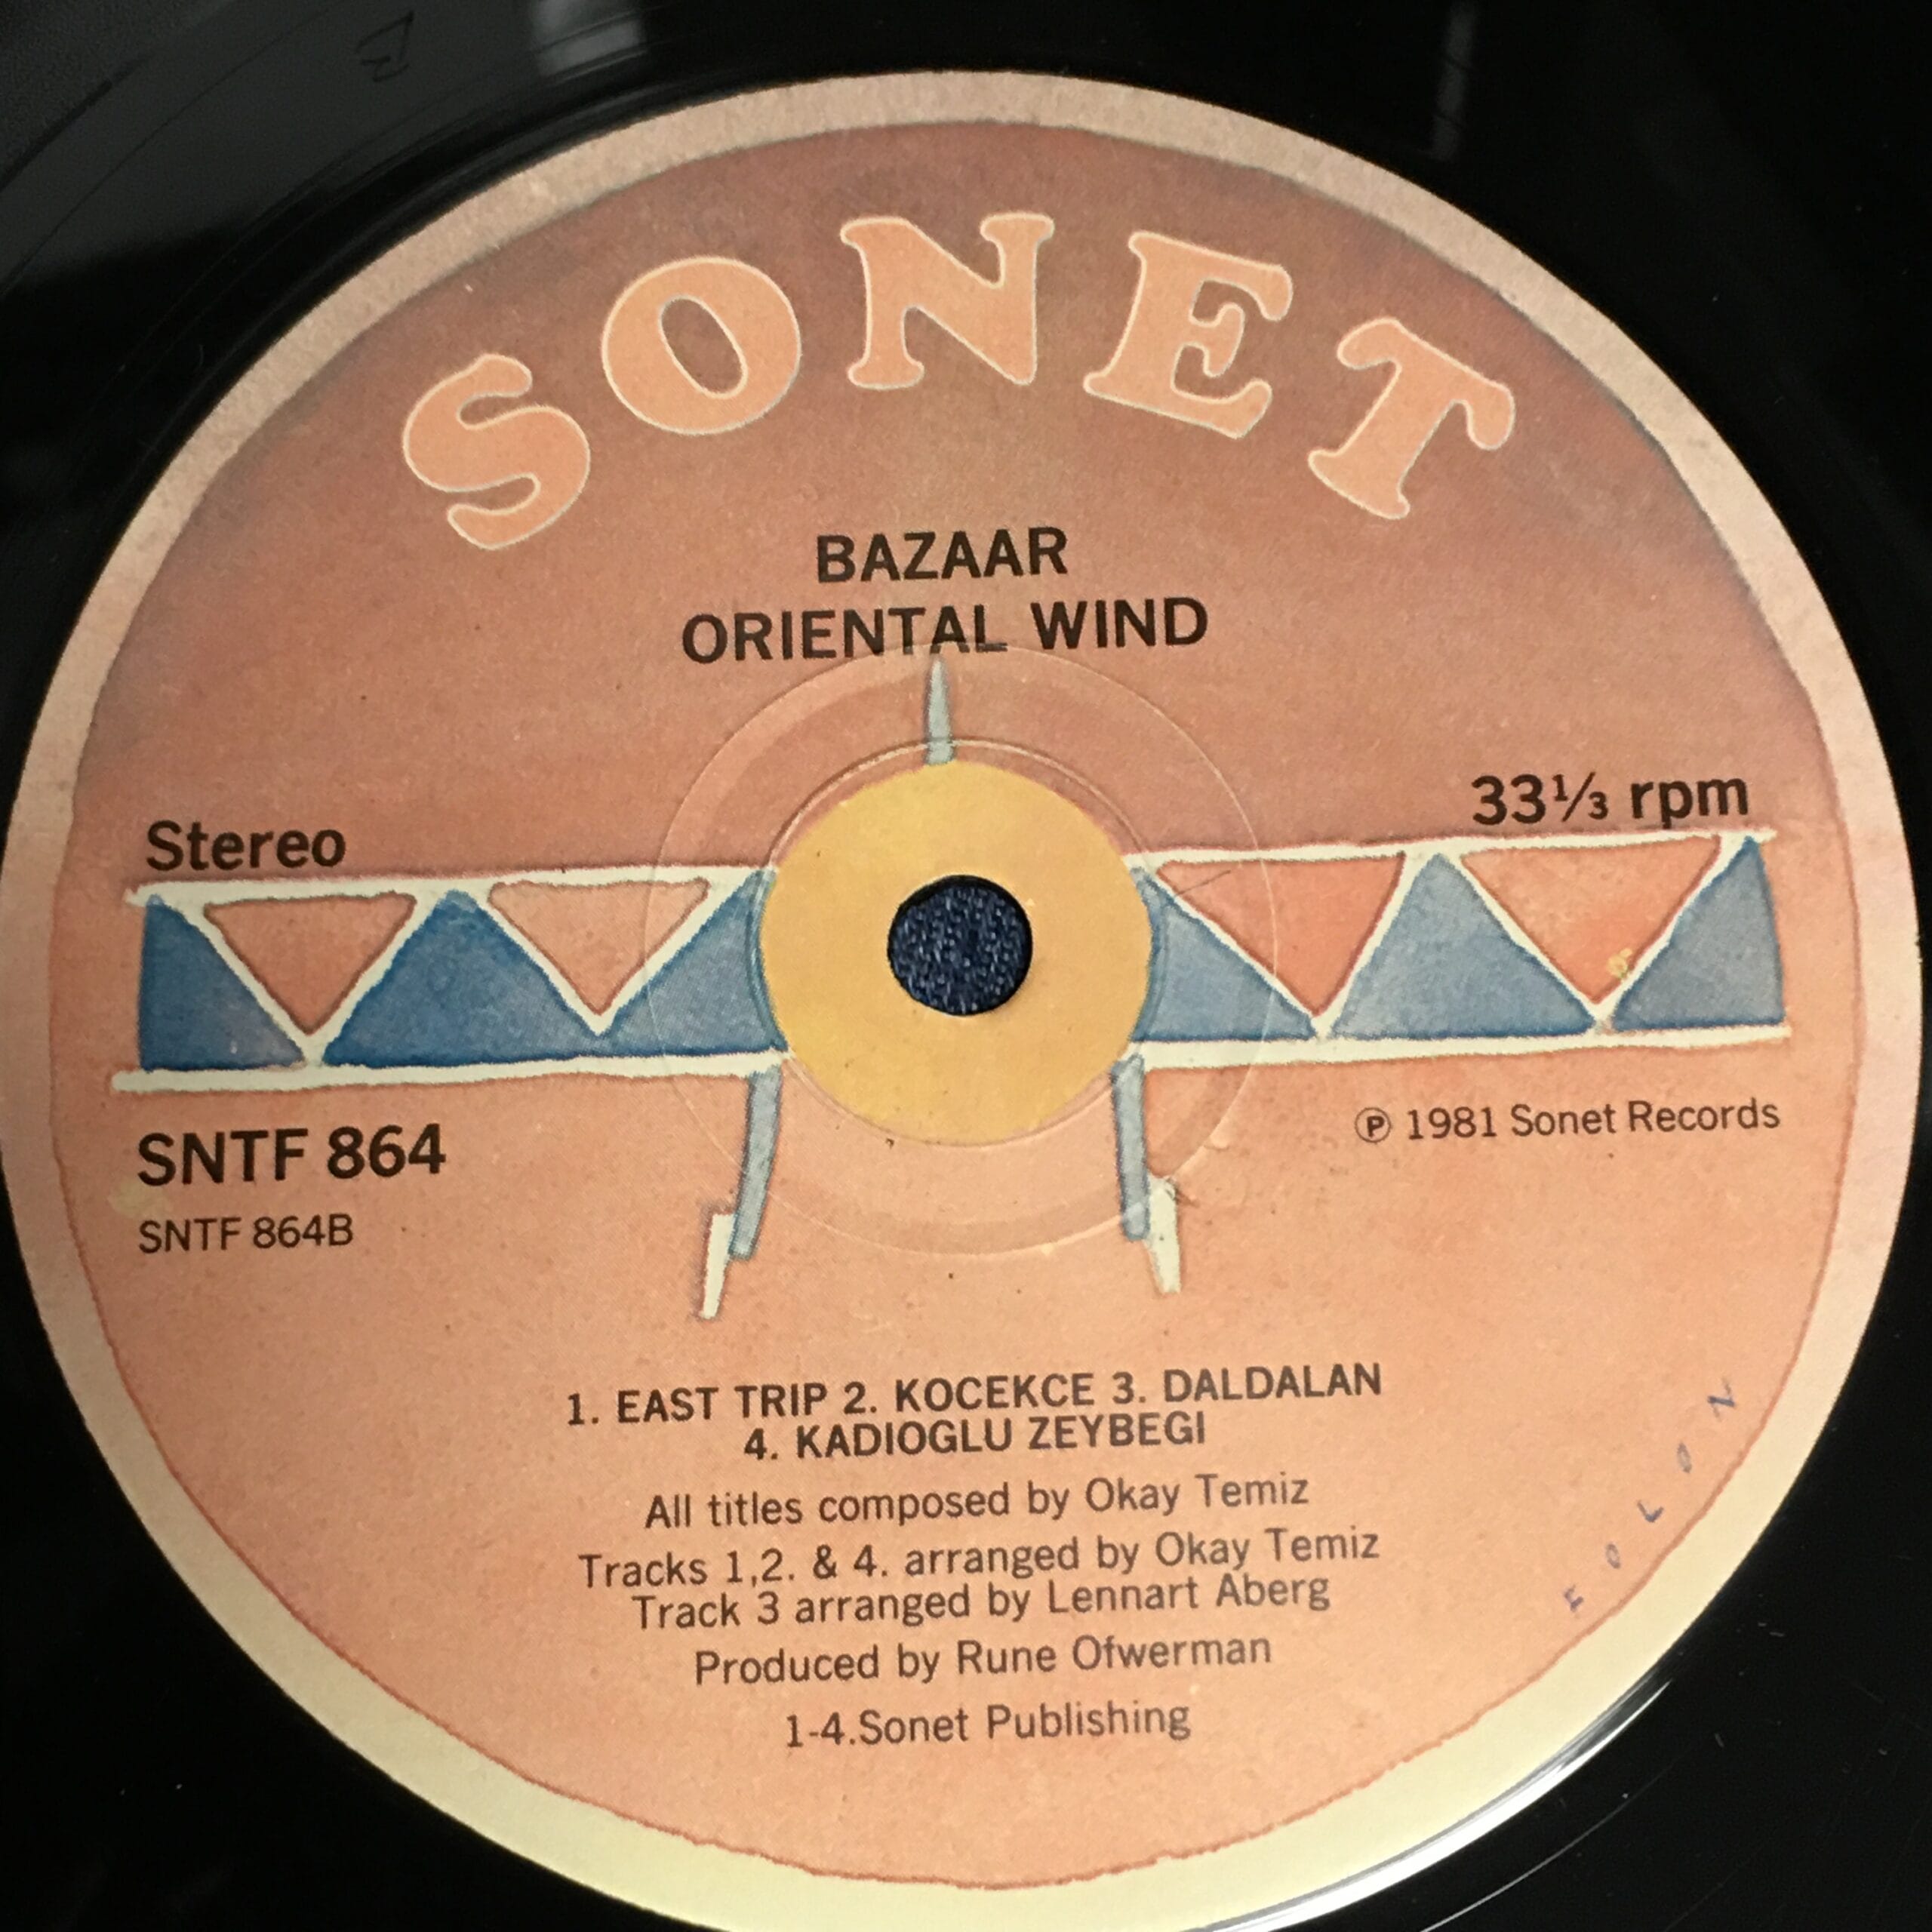 SONET
BAZAAR
ORIENTAL WIND
Stereo
33⅓ rpm
SNTF 864
SNTF 864B
℗ 1981 Sonet Records
1. EAST TRIP 2. KOCEKCE 3. DALDALAN
4. KADIOGLU ZEYBEGI
All titles composed by Okay Temiz
Tracks 1,2. & 4. arranged by Okay Temiz
Track 3 arranged by Lennart Aberg
Produced by Rune Ofwerman
1-4.Sonet Publishing